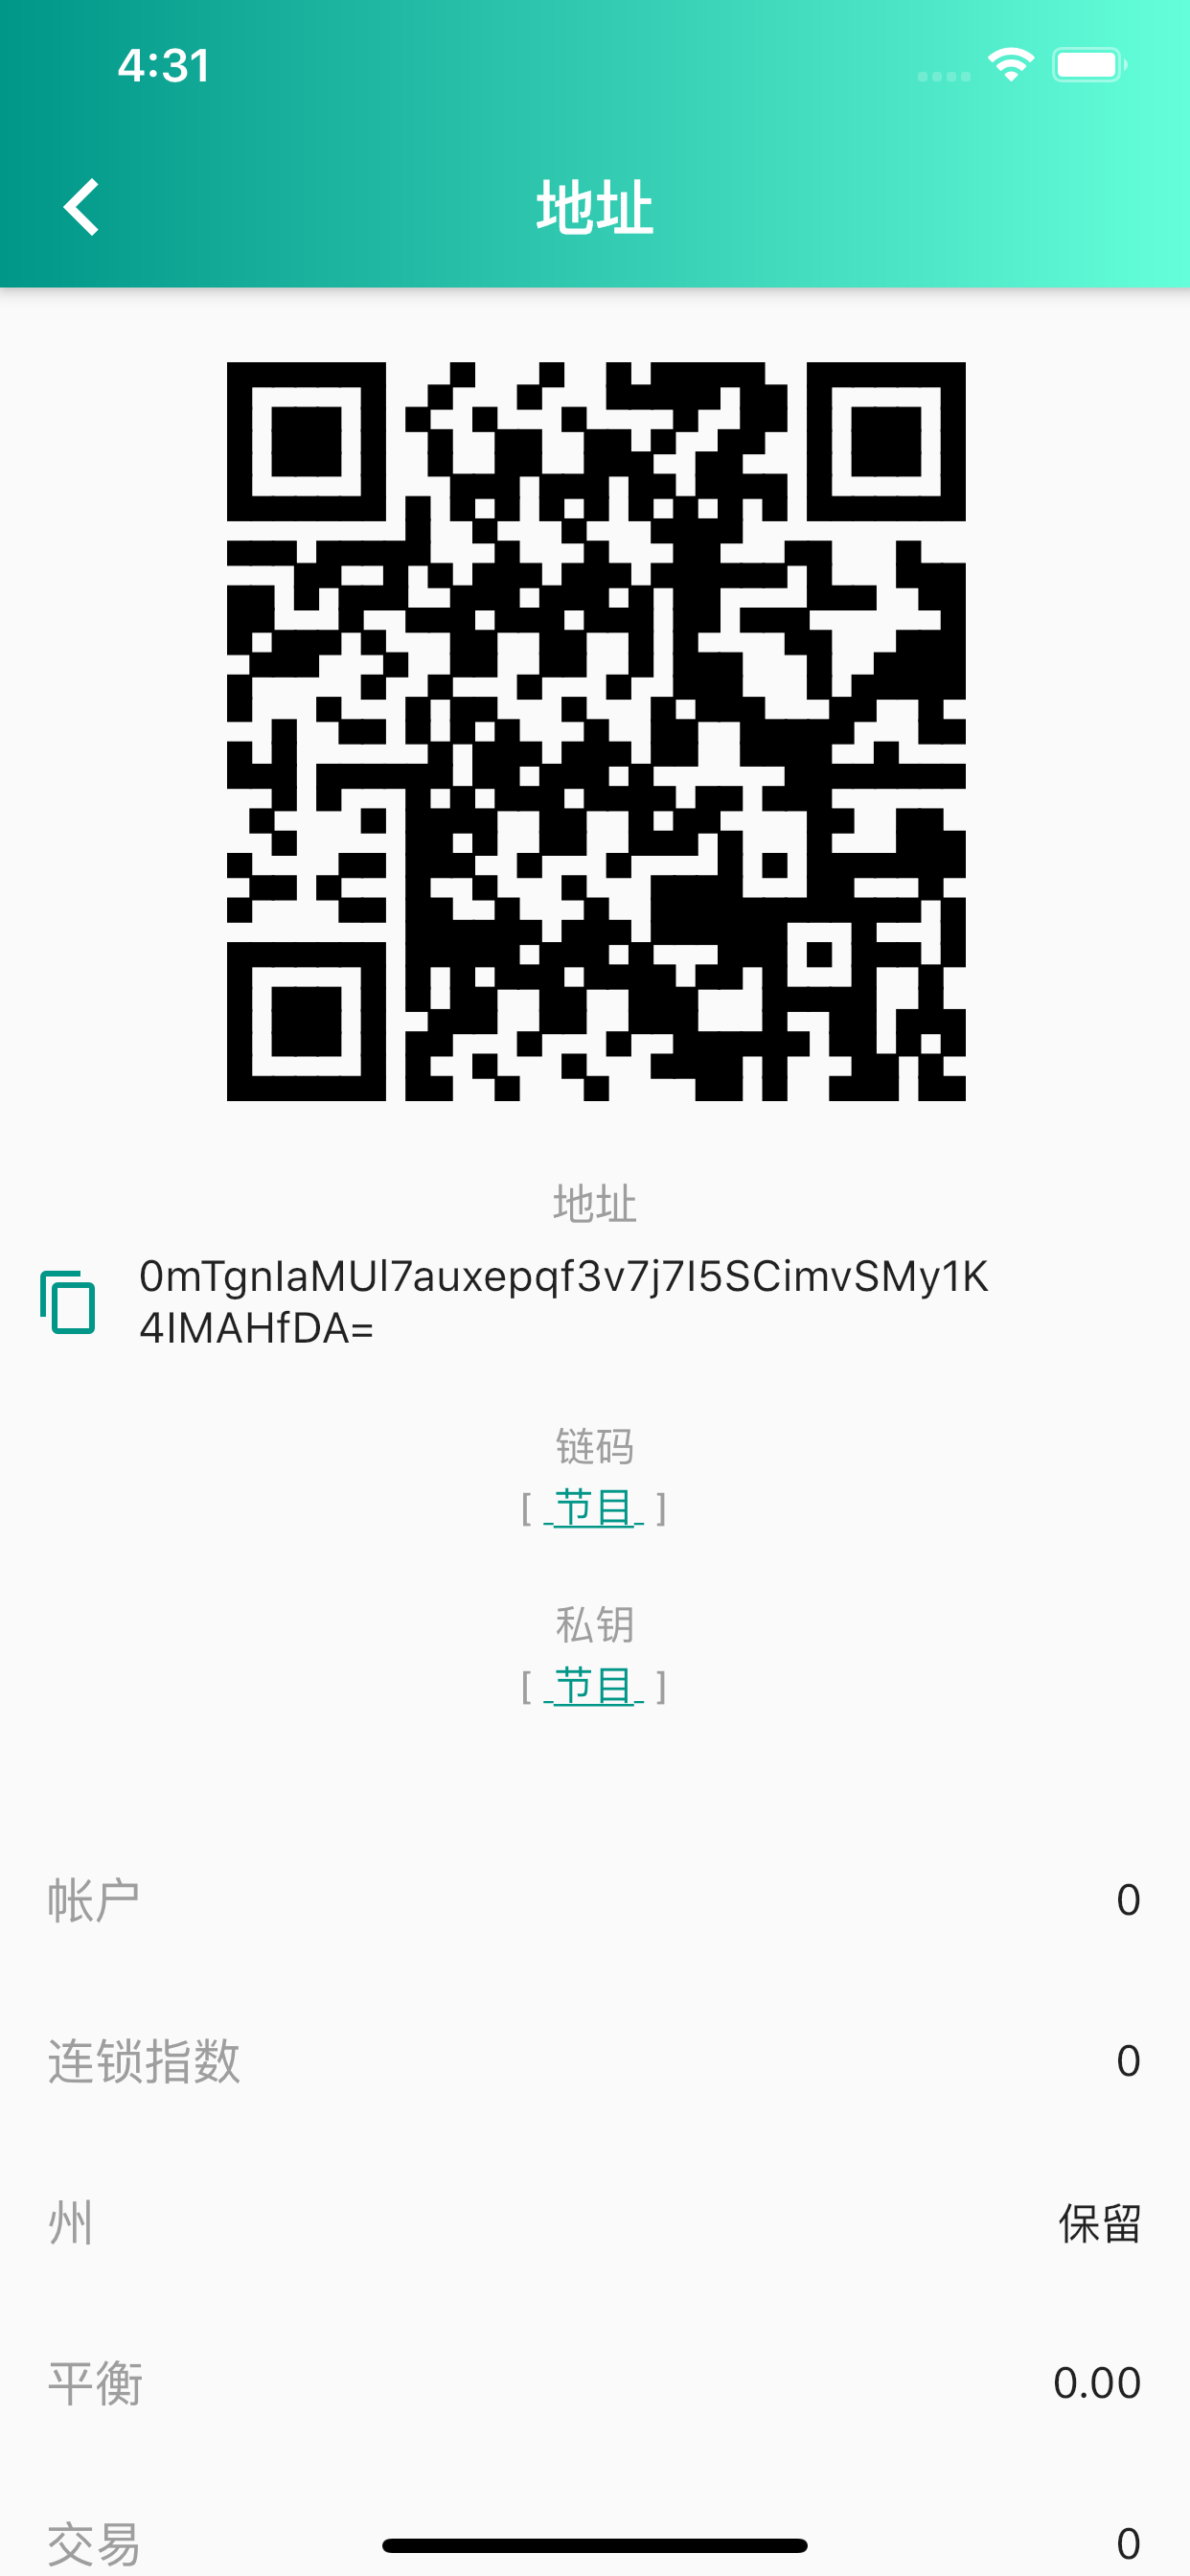 4:31
地址
地址
0mTgnIaMUl7auxepqf3v7j7I5SCimvSMy1K
4IMAHfDA=
链码
[ 节目 ]
私钥
[ 节目 ]
帐户 0
连锁指数 0
州 保留
平衡 0.00
交易 0